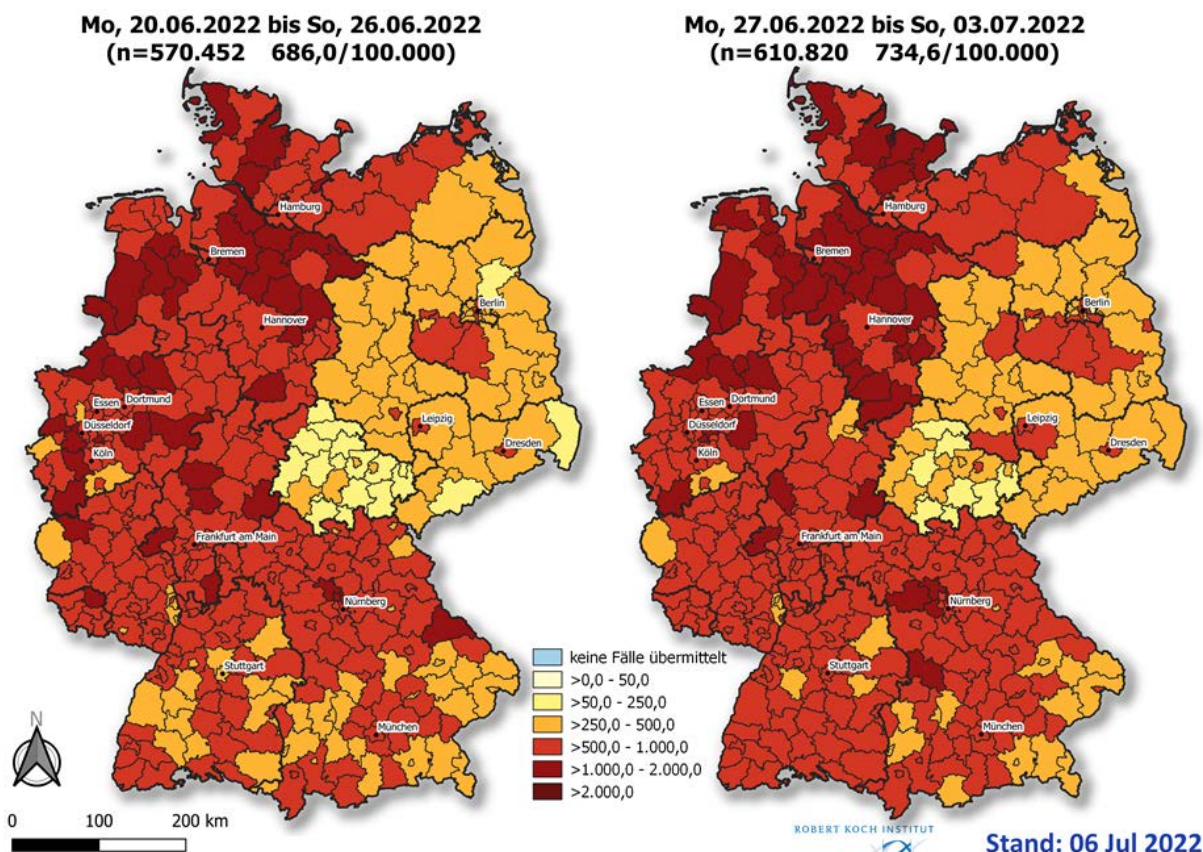 Mo, 20.06.2022 bis So, 26.06.2022
(n=570.452 686,0/100.000)
Mo, 27.06.2022 bis So, 03.07.2022
(n=610.820 734,6/100.000)
Hamburg
Bremen
Berlin
Hannover
Essen
Dortmund
Düsseldorf
Leipzig
Köln
Dresden
Frankfurt am Main
Nürnberg
Stuttgart
München
Hamburg
Bremen
Berlin
Hannover
Essen
Dortmund
Düsseldorf
Leipzig
Köln
Dresden
Frankfurt am Main
Nürnberg
Stuttgart
München
keine Fälle übermittelt
>0,0 - 50,0
>50,0 - 250,0
>250,0 - 500,0
>500,0 - 1.000,0
>1.000,0 - 2.000,0
>2.000,0
N
0 100 200 km
ROBERT KOCH INSTITUT
Stand: 06 Jul 2022